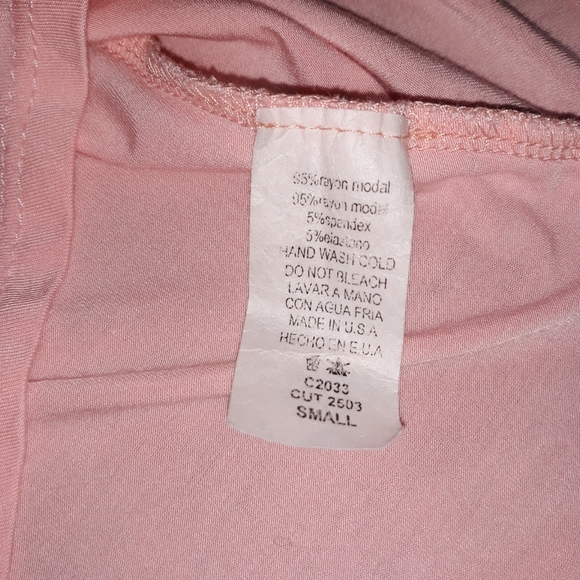 95%rayon modal
95%rayon modal
5%spandex
5%elastano
HAND WASH COLD
DO NOT BLEACH
LAVAR A MANO
CON AGUA FRIA
MADE IN U.S.A
HECHO EN E.U.A
C2033
CUT 2503
SMALL